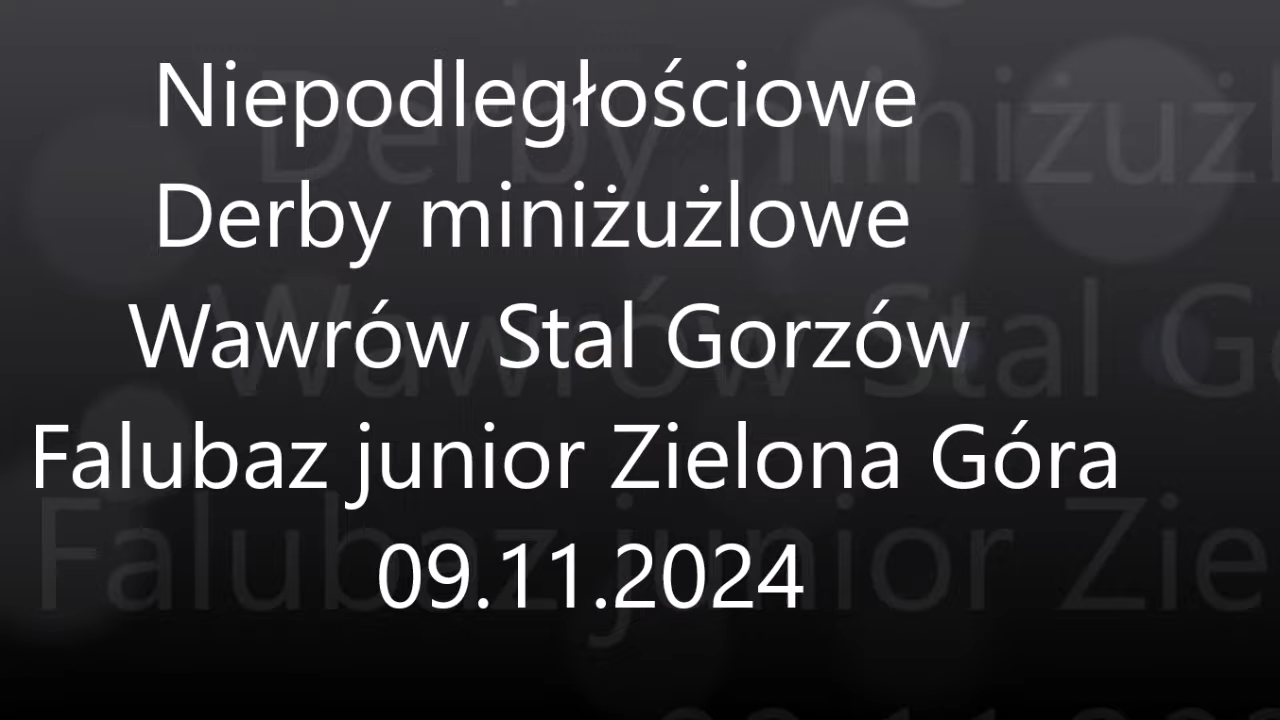 Niepodległościowe
Derby miniżużlowe
Wawrów Stal Gorzów
Falubaz junior Zielona Góra
09.11.2024